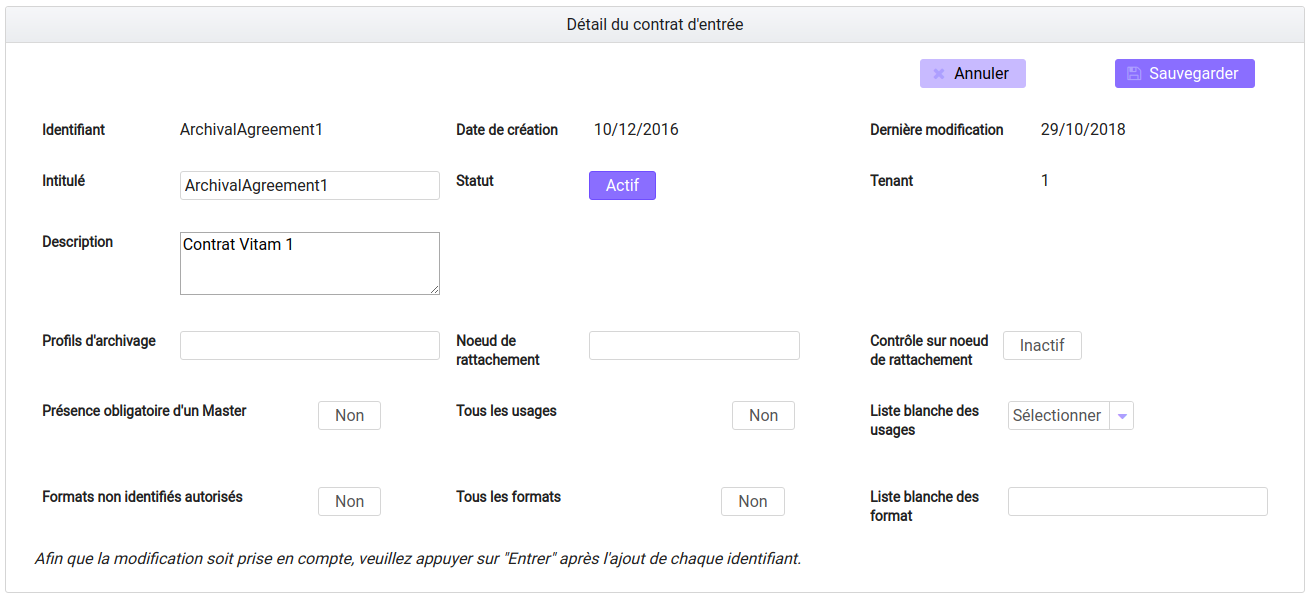 Détail du contrat d'entrée
Annuler
Sauvegarder
Identifiant
ArchivalAgreement1
Date de création
10/12/2016
Dernière modification
29/10/2018
Intitulé
ArchivalAgreement1
Statut
Actif
Tenant
1
Description
Contrat Vitam 1
Profils d'archivage
Noeud de
rattachement
Contrôle sur noeud
de rattachement
Inactif
Présence obligatoire d'un Master
Non
Tous les usages
Non
Liste blanche des
usages
Sélectionner
Formats non identifiés autorisés
Non
Tous les formats
Non
Liste blanche des
format
Afin que la modification soit prise en compte, veuillez appuyer sur "Entrer" après l'ajout de chaque identifiant.